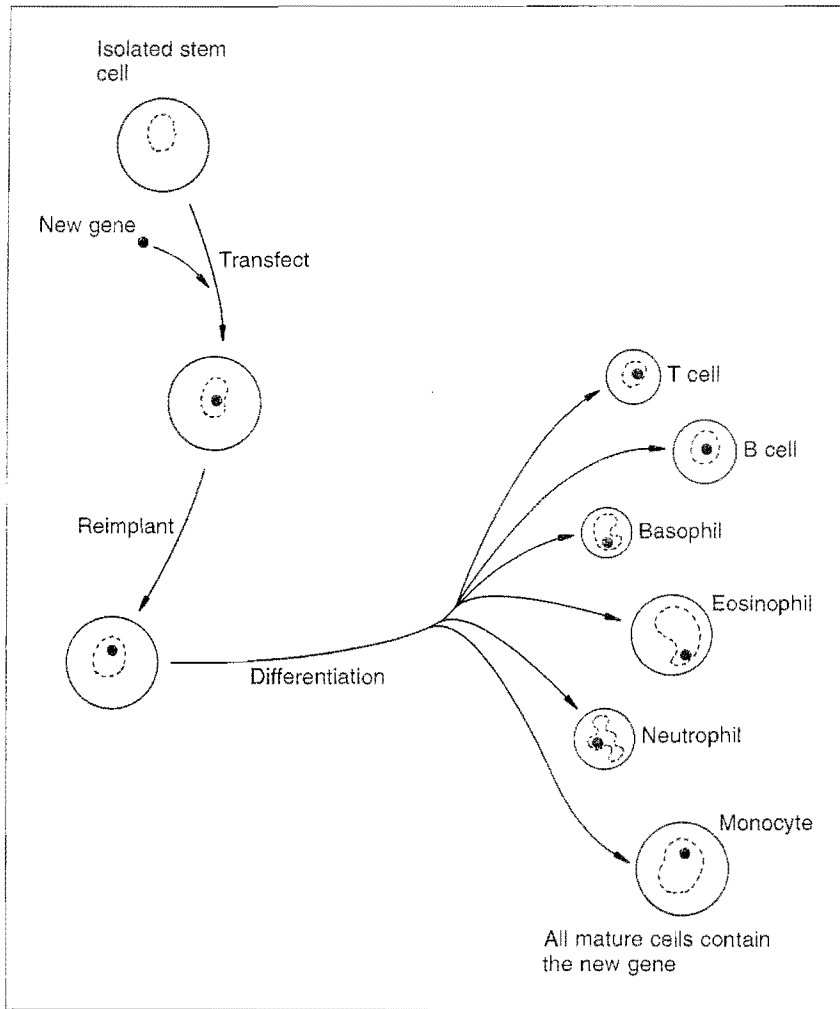 Isolated stem
cell
New gene
Transfect
T cell
B cell
Reimplant
Basophil
Eosinophil
Differentiation
Neutrophil
Monocyte
All mature cells contain
the new gene